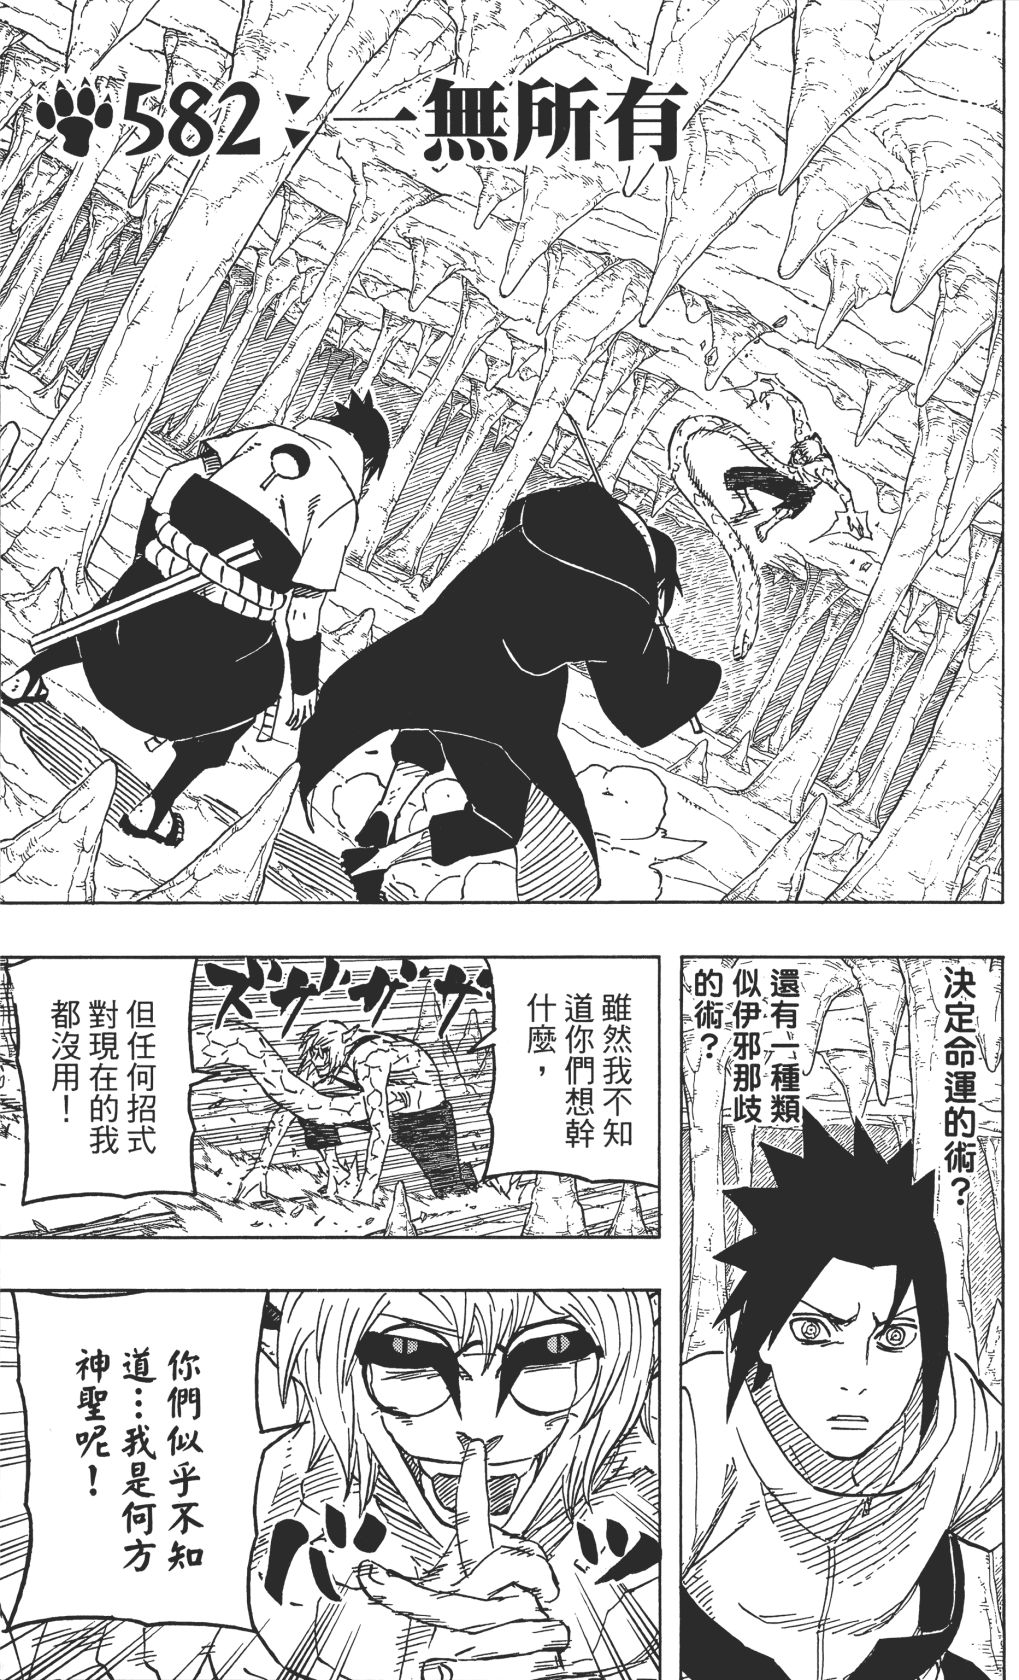 582：一無所有
決定命運的術？
還有一種類
似伊邪那歧
的術？
雖然我不知
道你們想幹
什麼，
ズザザザッ
但任何招式
對現在的我
都沒用！
你們似乎不知
道…我是何方
神聖呢！